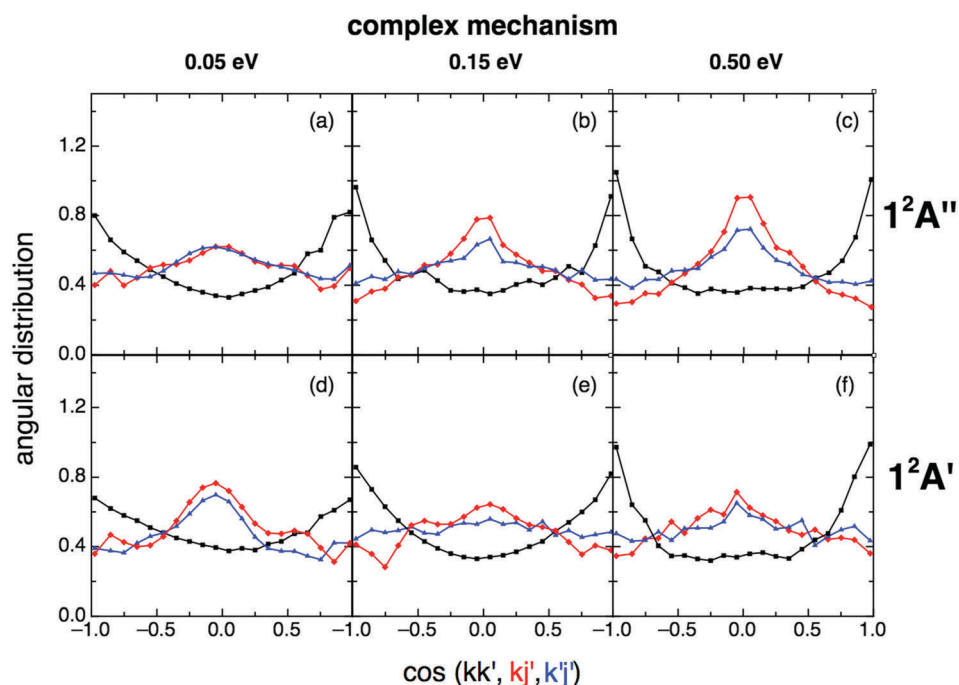 complex mechanism
0.05 eV 0.15 eV 0.50 eV
(a) (b) (c)
1.2
0.8
0.4
0.0
1²A''
(d) (e) (f)
1.2
0.8
0.4
0.0
1²A'
angular distribution
−1.0 −0.5 0.0 0.5 −1.0 −0.5 0.0 0.5 −1.0 −0.5 0.0 0.5 1.0
cos (kk', kj', k'j')